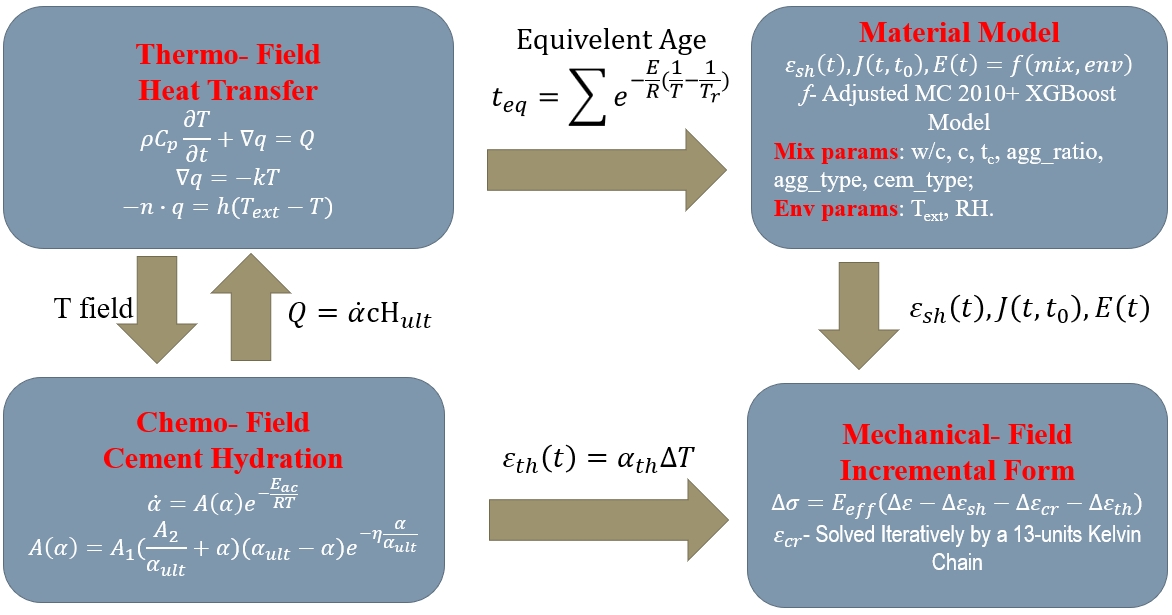 Thermo- Field
Heat Transfer
ρC_p ∂T/∂t + ∇q = Q
∇q = −kT
−n · q = h(T_ext − T)
Equivelent Age
t_eq = ∑ e^{−E/R(1/T−1/T_r)}
Material Model
ε_sh(t), J(t, t_0), E(t) = f(mix, env)
f- Adjusted MC 2010+ XGBoost
Model
Mix params: w/c, c, t_c, agg_ratio,
agg_type, cem_type;
Env params: T_ext, RH.
T field
Q = α̇cH_ult
ε_sh(t), J(t, t_0), E(t)
Chemo- Field
Cement Hydration
α̇ = A(α)e^{−E_ac/RT}
A(α) = A_1(A_2/α_ult + α)(α_ult − α)e^{−η α/α_ult}
ε_th(t) = α_th ΔT
Mechanical- Field
Incremental Form
Δσ = E_eff(Δε − Δε_sh − Δε_cr − Δε_th)
ε_cr- Solved Iteratively by a 13-units Kelvin
Chain